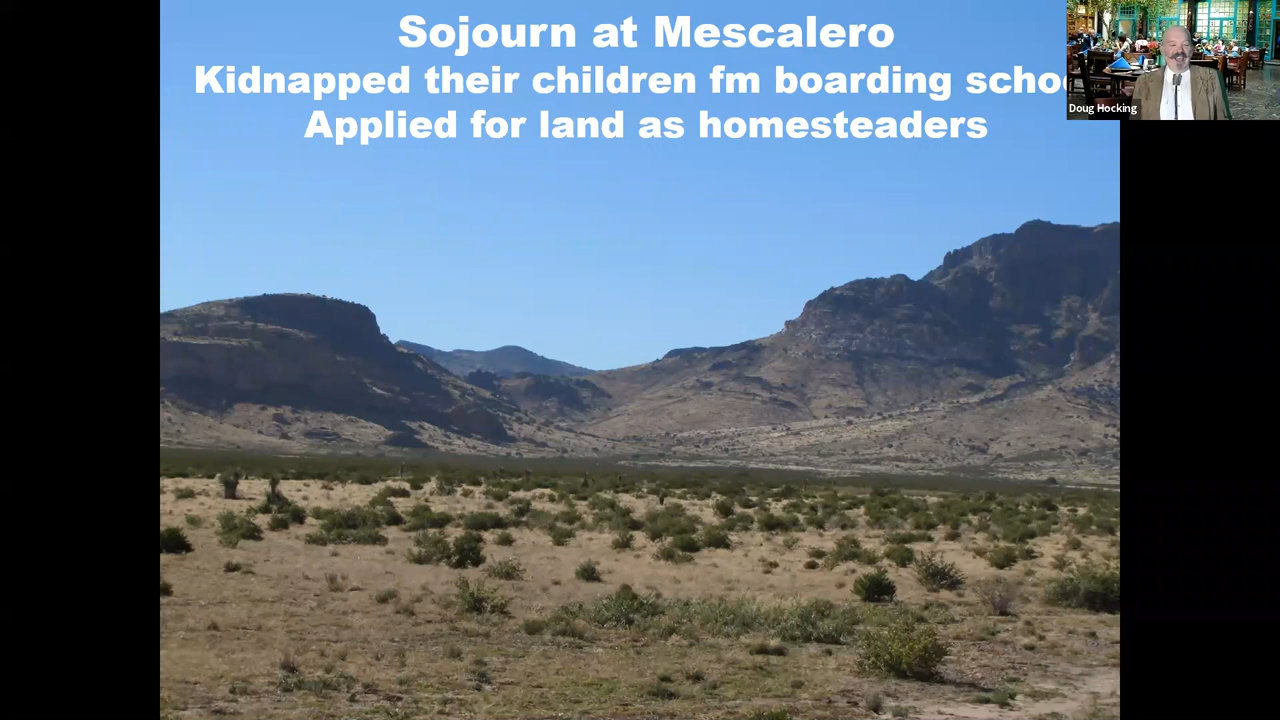 Sojourn at Mescalero
Kidnapped their children fm boarding schoo
Applied for land as homesteaders
Doug Hocking